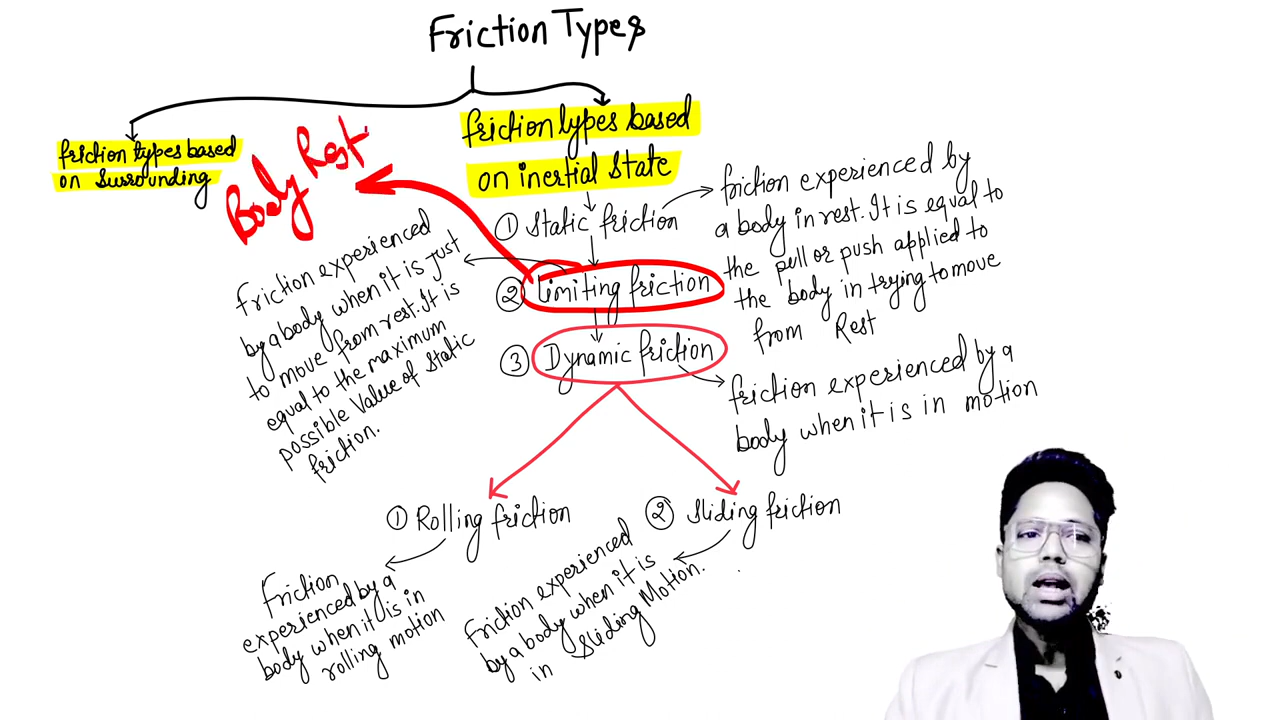 Friction Types
friction types based
on Surrounding
friction types based
on inertial State
Body Rest
① Static friction
friction experienced by
a body in rest. It is equal to
the pull or push applied to
the body in trying to move
from Rest
② Limiting friction
Friction experienced
by a body when it is just
to move from rest. It is
equal to the maximum
possible Value of Static
friction.
③ Dynamic friction
friction experienced by a
body when it is in motion
① Rolling friction
Friction
experienced by a
body when it is in
rolling motion
② Sliding friction
Friction experienced
by a body when it is
in Sliding Motion.